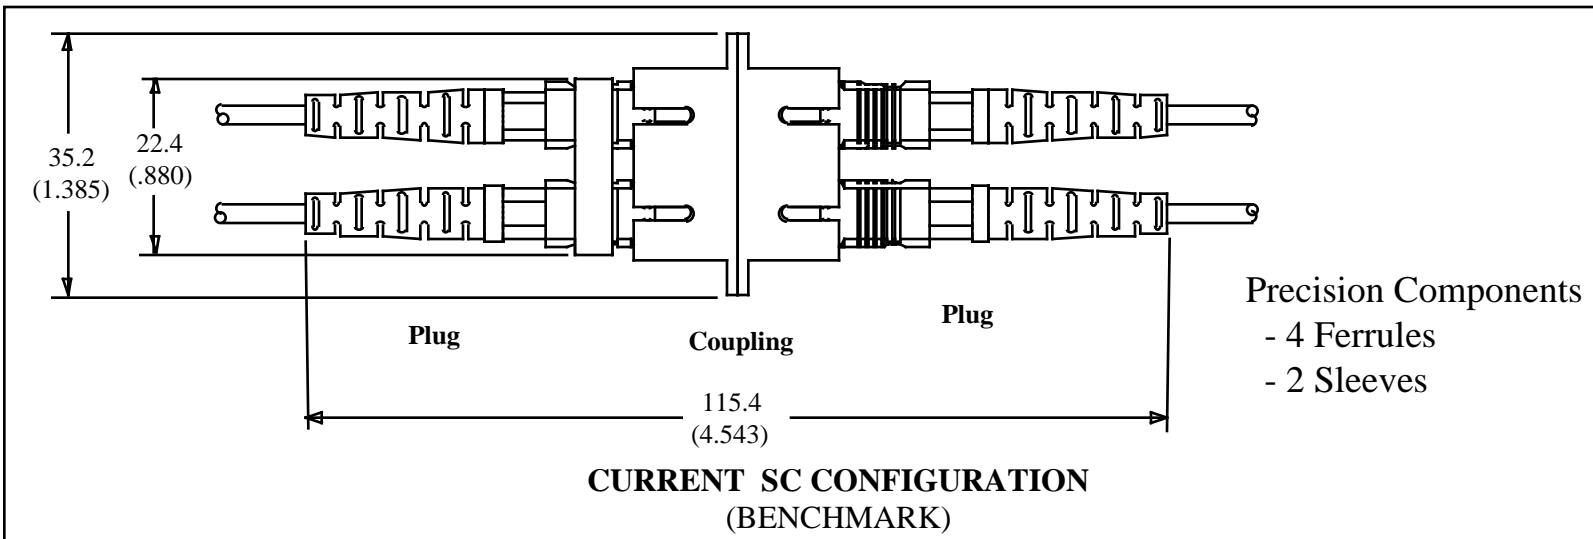 35.2
(1.385)
22.4
(.880)
Plug
Coupling
Plug
Precision Components
- 4 Ferrules
- 2 Sleeves
115.4
(4.543)
CURRENT SC CONFIGURATION
(BENCHMARK)